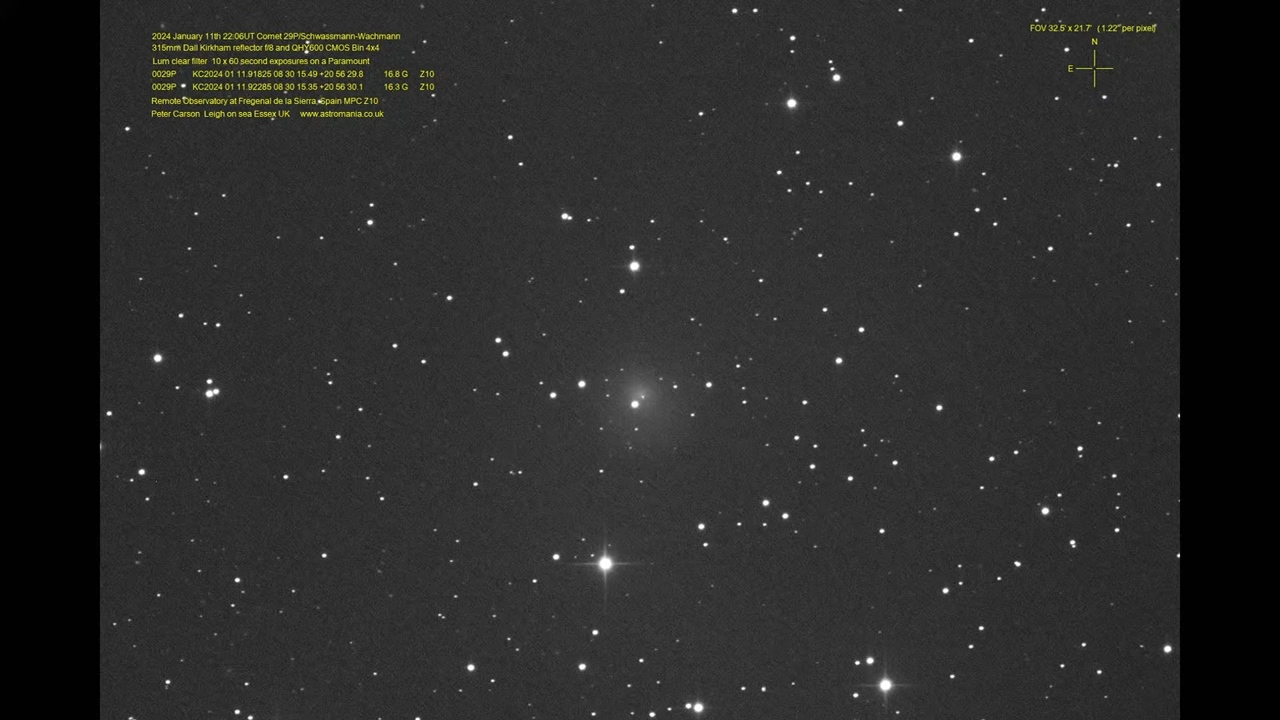 2024 January 11th 22:06UT Comet 29P/Schwassmann-Wachmann
315mm Dall Kirkham reflector f/8 and QHY600 CMOS Bin 4x4
Lum clear filter 10 x 60 second exposures on a Paramount
0029P KC2024 01 11.91825 08 30 15.49 +20 56 29.8 16.8 G Z10
0029P KC2024 01 11.92285 08 30 15.35 +20 56 30.1 16.3 G Z10
Remote Observatory at Fregenal de la Sierra, Spain MPC Z10
Peter Carson Leigh on sea Essex UK www.astromania.co.uk
FOV 32.5' x 21.7' (1.22" per pixel)
N
E